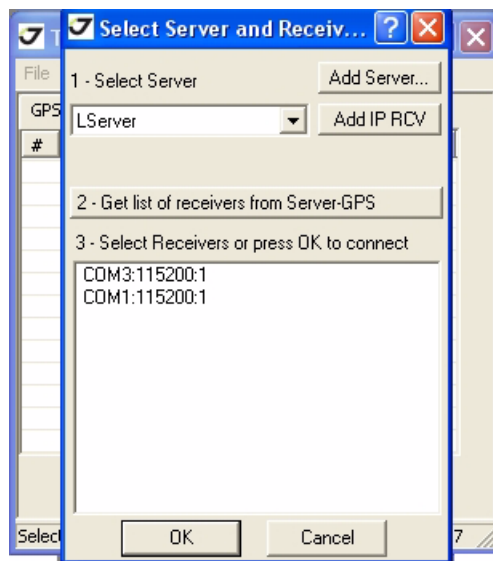 Select Server and Receiv...
File
1 - Select Server
Add Server...
GPS
LServer
Add IP RCV
#
2 - Get list of receivers from Server-GPS
3 - Select Receivers or press OK to connect
COM3:115200:1
COM1:115200:1
OK
Cancel
7